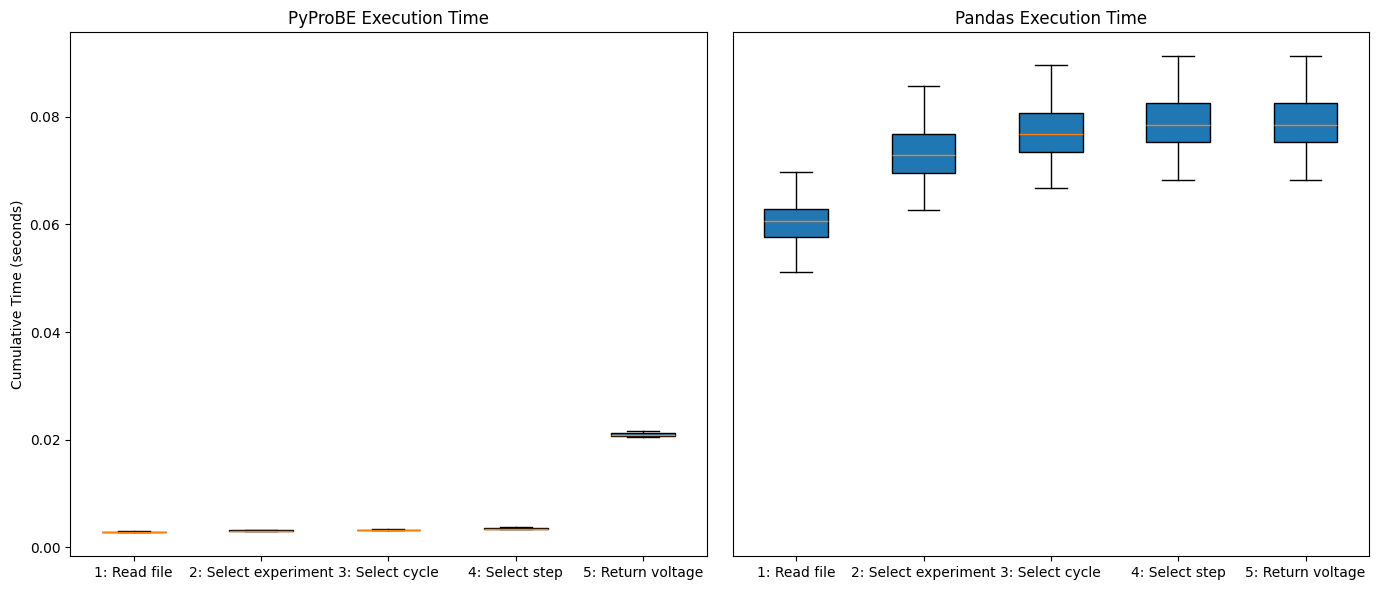 PyProBE Execution Time
Pandas Execution Time
Cumulative Time (seconds)
0.08
0.06
0.04
0.02
0.00
1: Read file
2: Select experiment
3: Select cycle
4: Select step
5: Return voltage
1: Read file
2: Select experiment
3: Select cycle
4: Select step
5: Return voltage